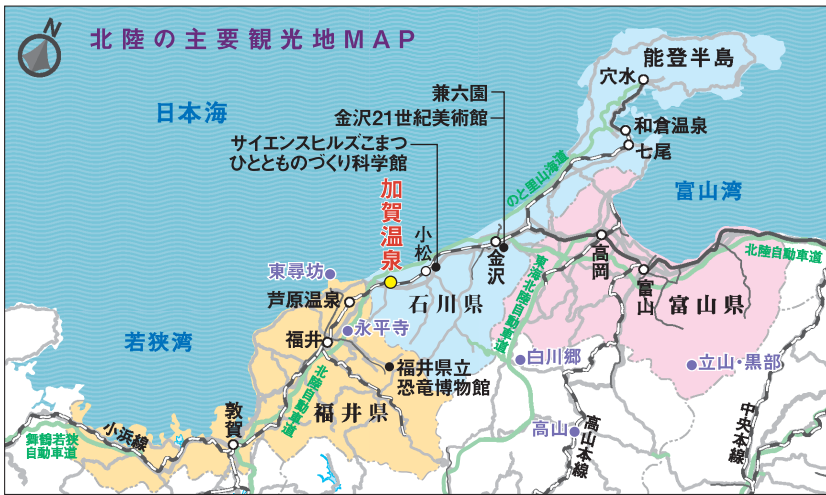 N
北陸の主要観光地MAP
能登半島
穴水
兼六園
日本海
金沢21世紀美術館
和倉温泉
サイエンスヒルズこまつ
ひととものづくり科学館
七尾
のと里山海道
加賀温泉
富山湾
小松
金沢
高岡
北陸自動車道
東尋坊
東海北陸自動車道
富山
芦原温泉
石川県
富山県
永平寺
若狭湾
福井
白川郷
立山・黒部
福井県立
恐竜博物館
北陸自動車道
敦賀
福井県
小浜線
高山
高山本線
中央本線
舞鶴若狭
自動車道